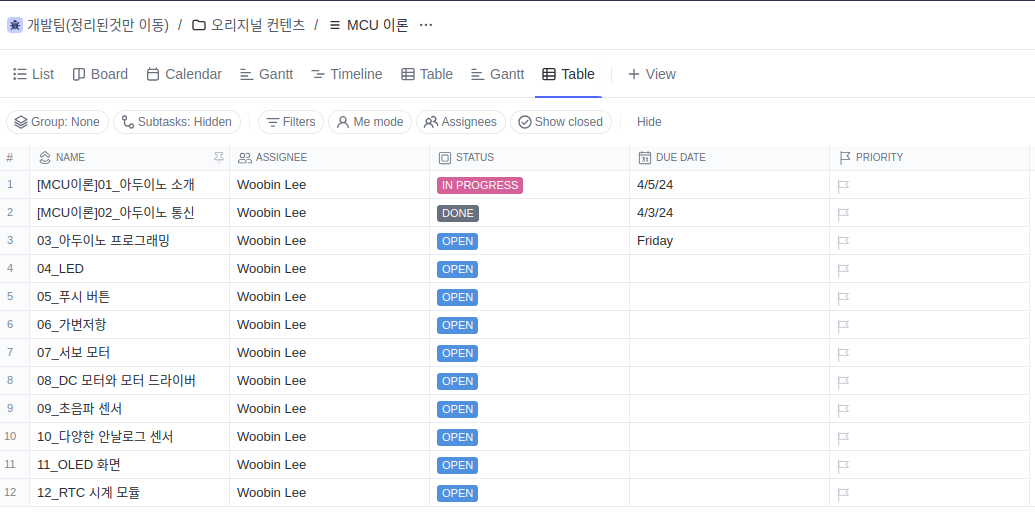 개발팀(정리된것만 이동) / 오리지널 컨텐츠 / MCU 이론 ...
List Board Calendar Gantt Timeline Table Gantt Table + View
Group: None Subtasks: Hidden Filters Me mode Assignees Show closed Hide
# NAME ASSIGNEE STATUS DUE DATE PRIORITY
1 [MCU이론]01_아두이노 소개 Woobin Lee IN PROGRESS 4/5/24
2 [MCU이론]02_아두이노 통신 Woobin Lee DONE 4/3/24
3 03_아두이노 프로그래밍 Woobin Lee OPEN Friday
4 04_LED Woobin Lee OPEN
5 05_푸시 버튼 Woobin Lee OPEN
6 06_가변저항 Woobin Lee OPEN
7 07_서보 모터 Woobin Lee OPEN
8 08_DC 모터와 모터 드라이버 Woobin Lee OPEN
9 09_초음파 센서 Woobin Lee OPEN
10 10_다양한 안날로그 센서 Woobin Lee OPEN
11 11_OLED 화면 Woobin Lee OPEN
12 12_RTC 시계 모듈 Woobin Lee OPEN